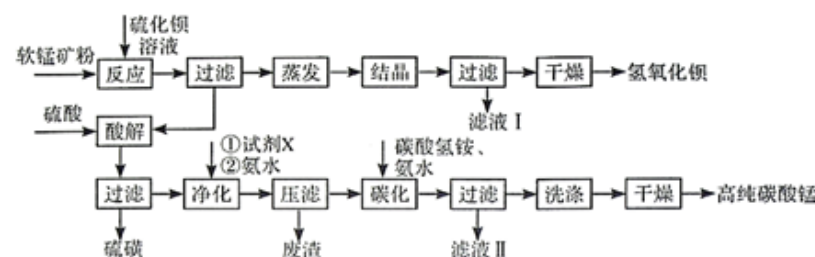 硫化钡
溶液
软锰矿粉
反应
过滤
蒸发
结晶
过滤
干燥
氢氧化钡
滤液Ⅰ
硫酸
酸解
①试剂X
②氨水
碳酸氢铵、
氨水
过滤
净化
压滤
碳化
过滤
洗涤
干燥
高纯碳酸锰
硫磺
废渣
滤液Ⅱ